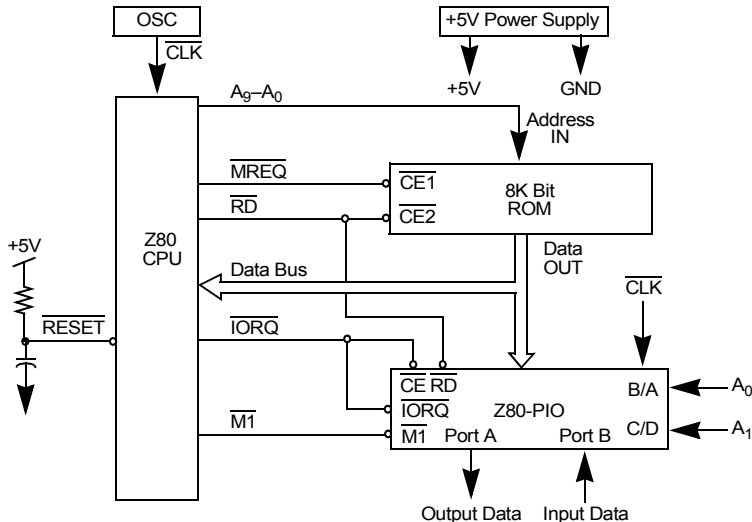 OSC
+5V Power Supply
CLK
+5V
GND
A9–A0
Address
IN
MREQ
CE1
8K Bit
ROM
RD
CE2
Z80
CPU
+5V
Data Bus
Data
OUT
CLK
RESET
IORQ
CE RD
B/A
A0
IORQ
Z80-PIO
M1
M1
Port A
Port B
C/D
A1
Output Data
Input Data